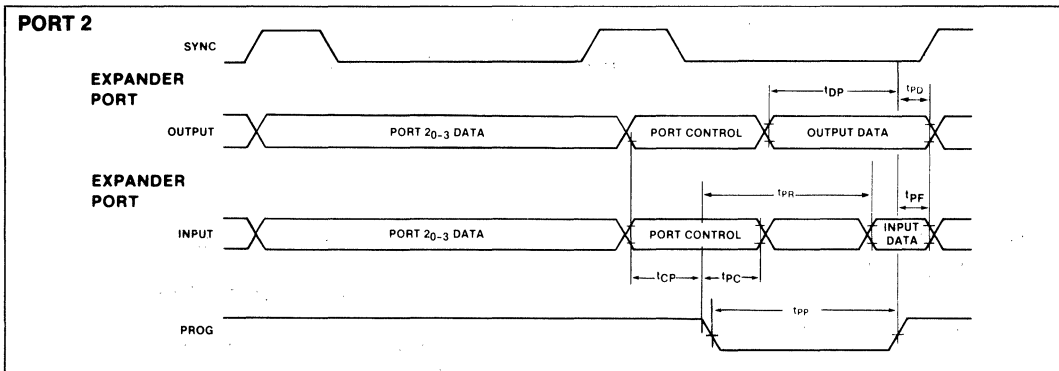 PORT 2
SYNC
EXPANDER
PORT
tDP
tPD
OUTPUT
PORT 20-3 DATA
PORT CONTROL
OUTPUT DATA
EXPANDER
PORT
tPR
tPF
INPUT
PORT 20-3 DATA
PORT CONTROL
INPUT
DATA
tCP
tPC
PROG
tPP